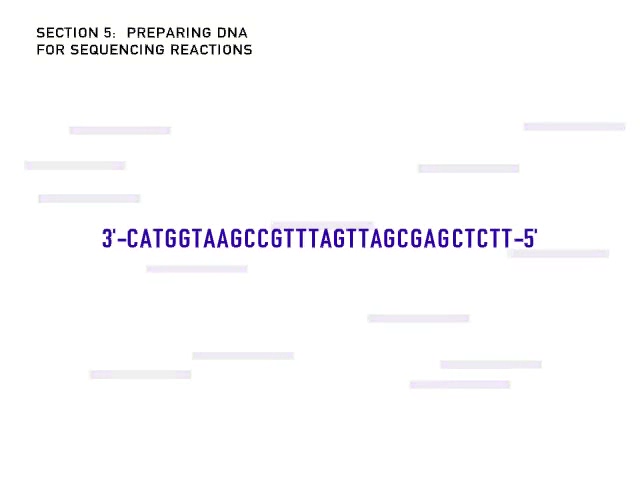 SECTION 5: PREPARING DNA
FOR SEQUENCING REACTIONS
3'-CATGGTAAGCCGTTTAGTTAGCGAGCTCTT-5'